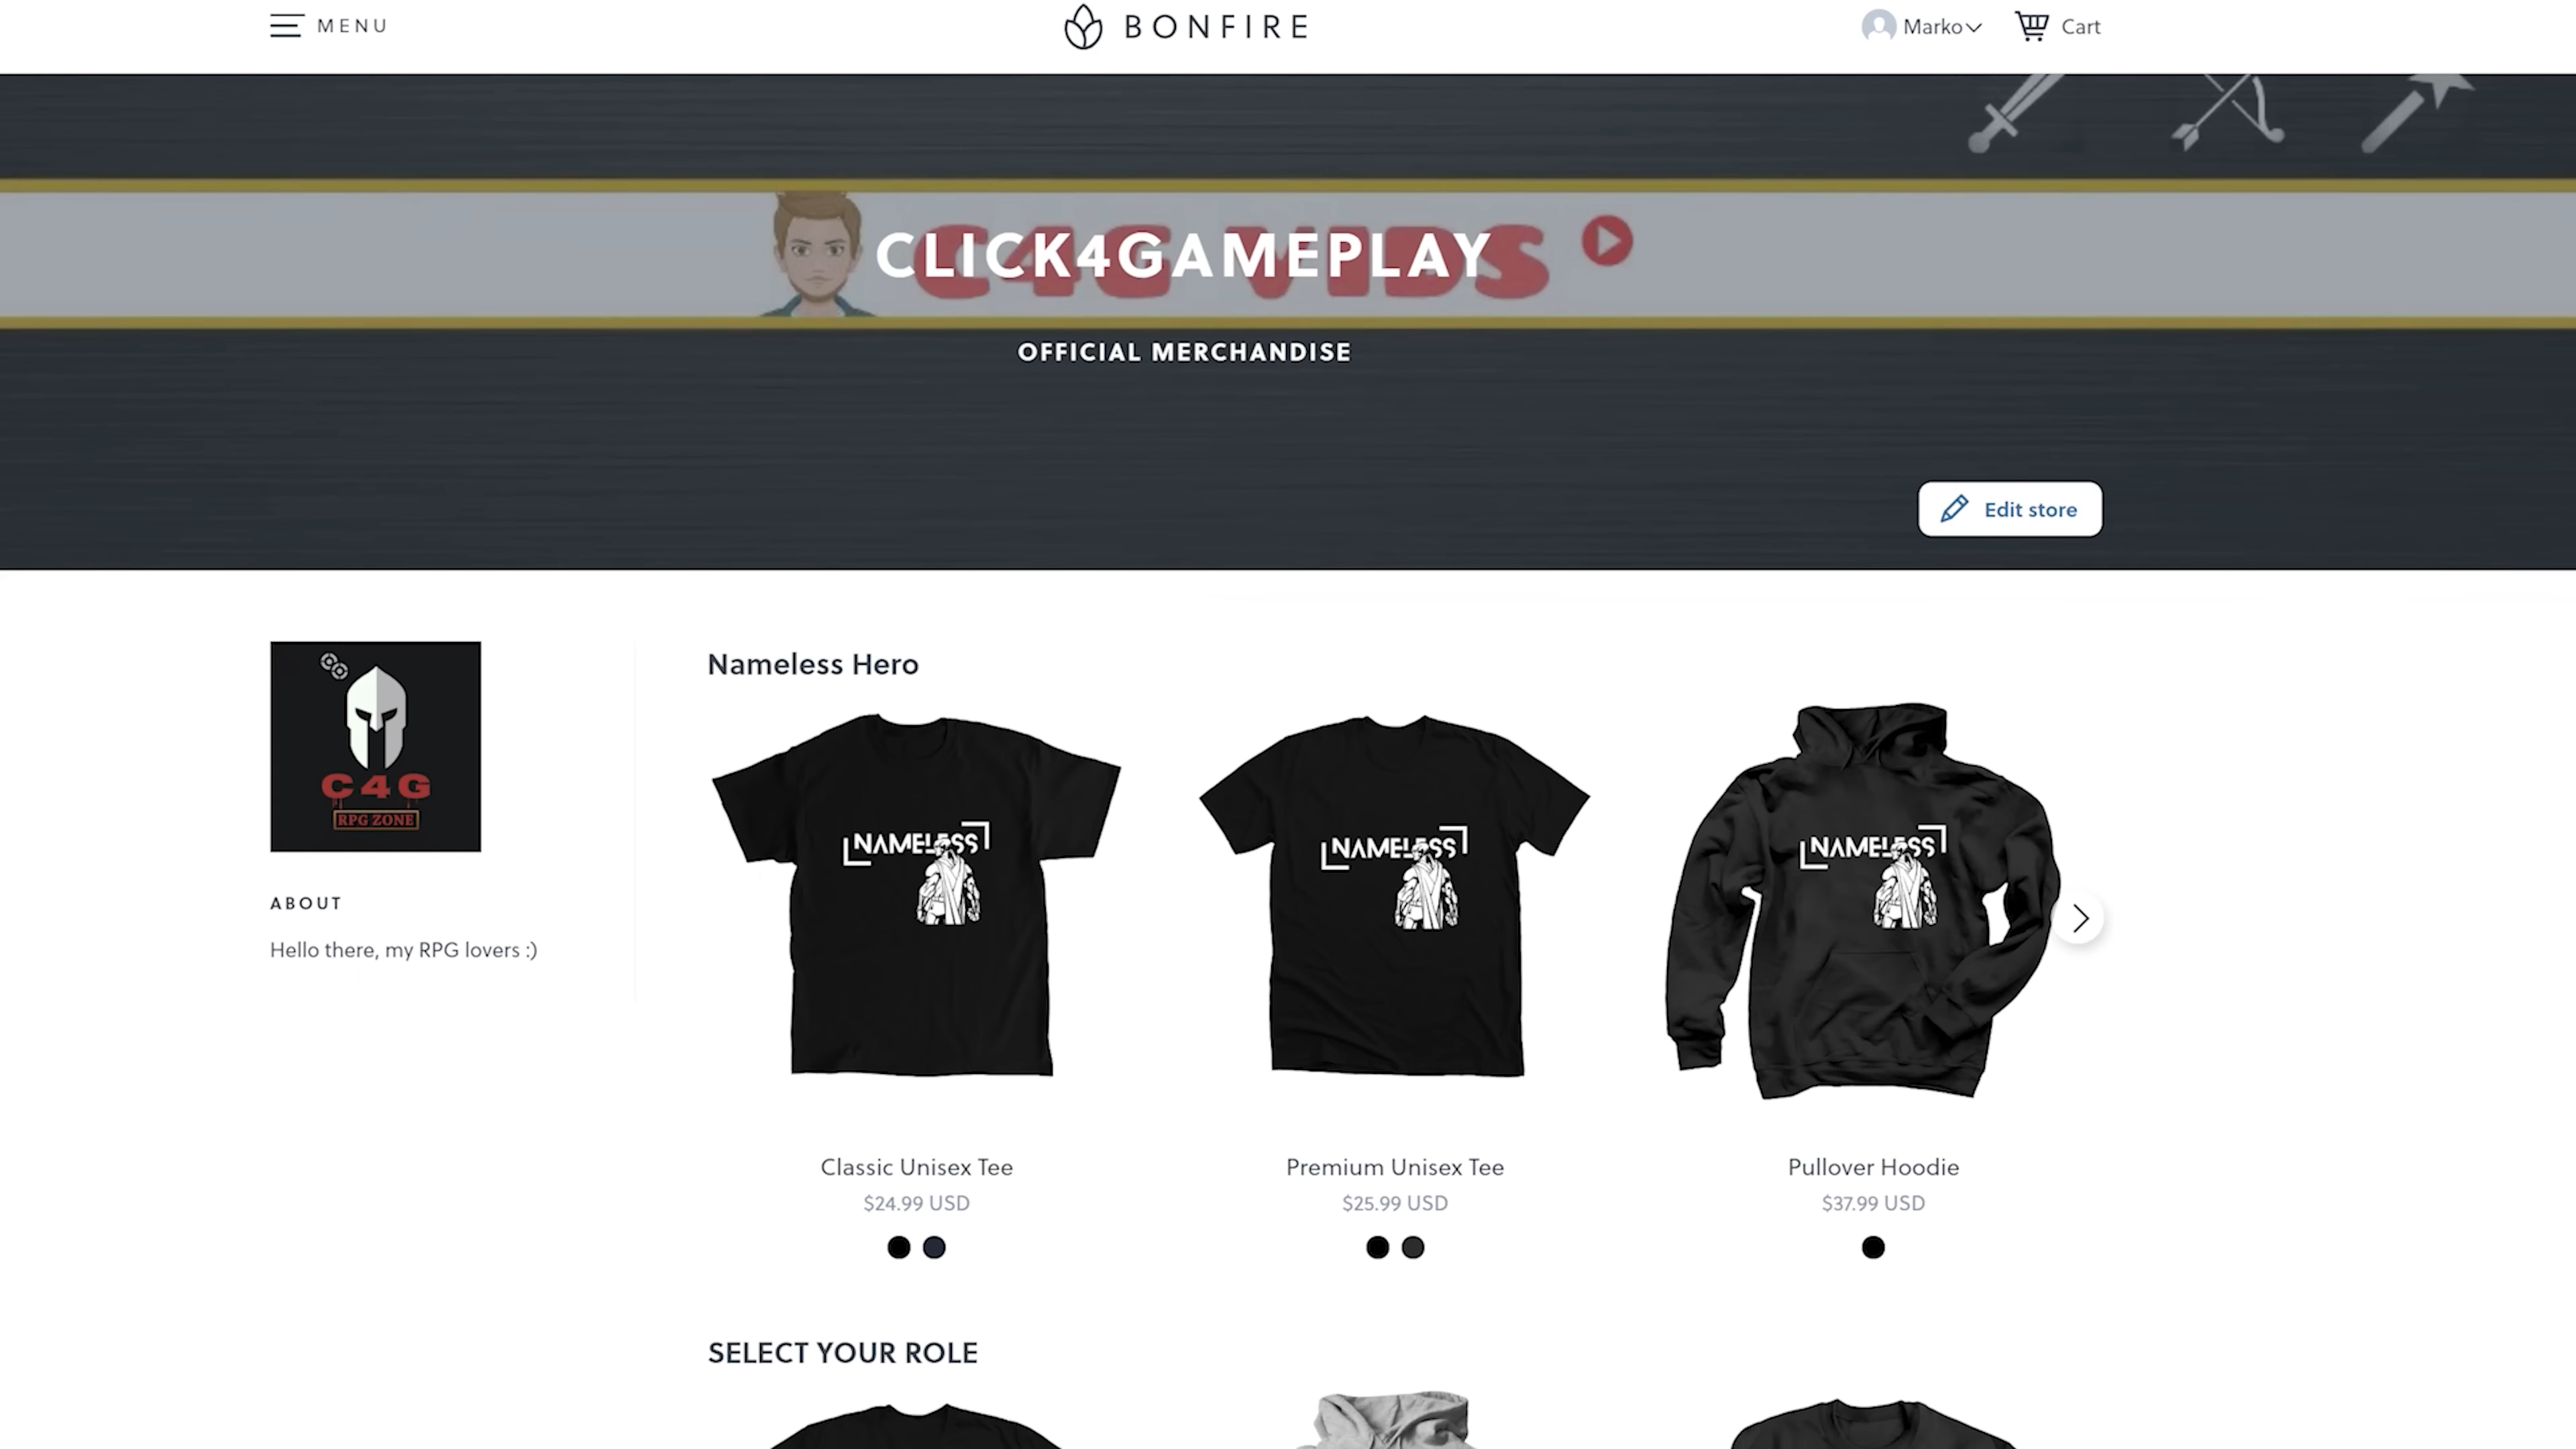 MENU
BONFIRE
Marko
Cart
C4G VIDS
CLICK4GAMEPLAY
OFFICIAL MERCHANDISE
Edit store
C4G
RPG ZONE
ABOUT
Hello there, my RPG lovers :)
Nameless Hero
NAMELESS
NAMELESS
NAMELESS
Classic Unisex Tee
Premium Unisex Tee
Pullover Hoodie
$24.99 USD
$25.99 USD
$37.99 USD
SELECT YOUR ROLE